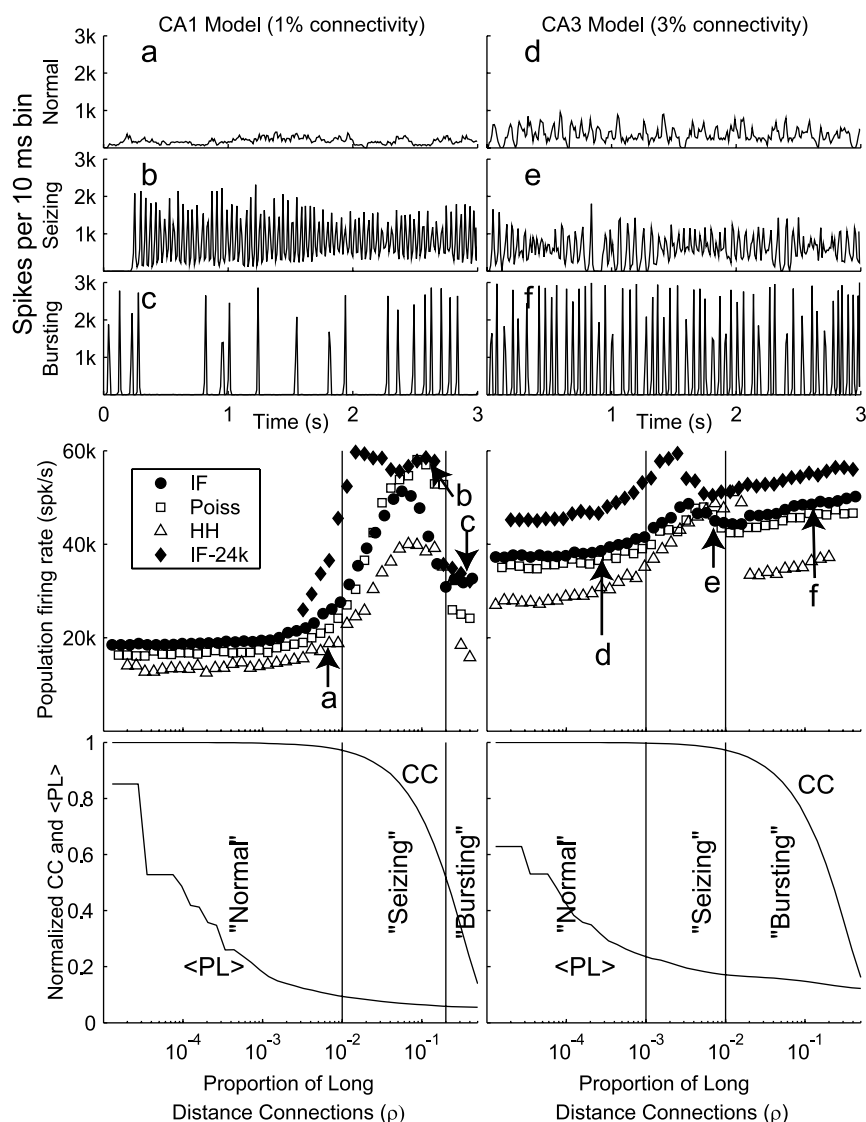 CA1 Model (1% connectivity)
CA3 Model (3% connectivity)
Spikes per 10 ms bin
Normal
3k
2k
1k
a
d
Seizing
3k
2k
1k
b
e
Bursting
3k
2k
1k
c
f
0
1
2
3
0
1
2
3
Time (s)
Time (s)
Population firing rate (spk/s)
60k
40k
20k
IF
Poiss
HH
IF-24k
a
b
c
d
e
f
Normalized CC and <PL>
1
0.8
0.6
0.4
0.2
0
CC
<PL>
"Normal"
"Seizing"
"Bursting"
CC
<PL>
"Normal"
"Seizing"
"Bursting"
10^-4
10^-3
10^-2
10^-1
10^-4
10^-3
10^-2
10^-1
Proportion of Long
Distance Connections (ρ)
Proportion of Long
Distance Connections (ρ)